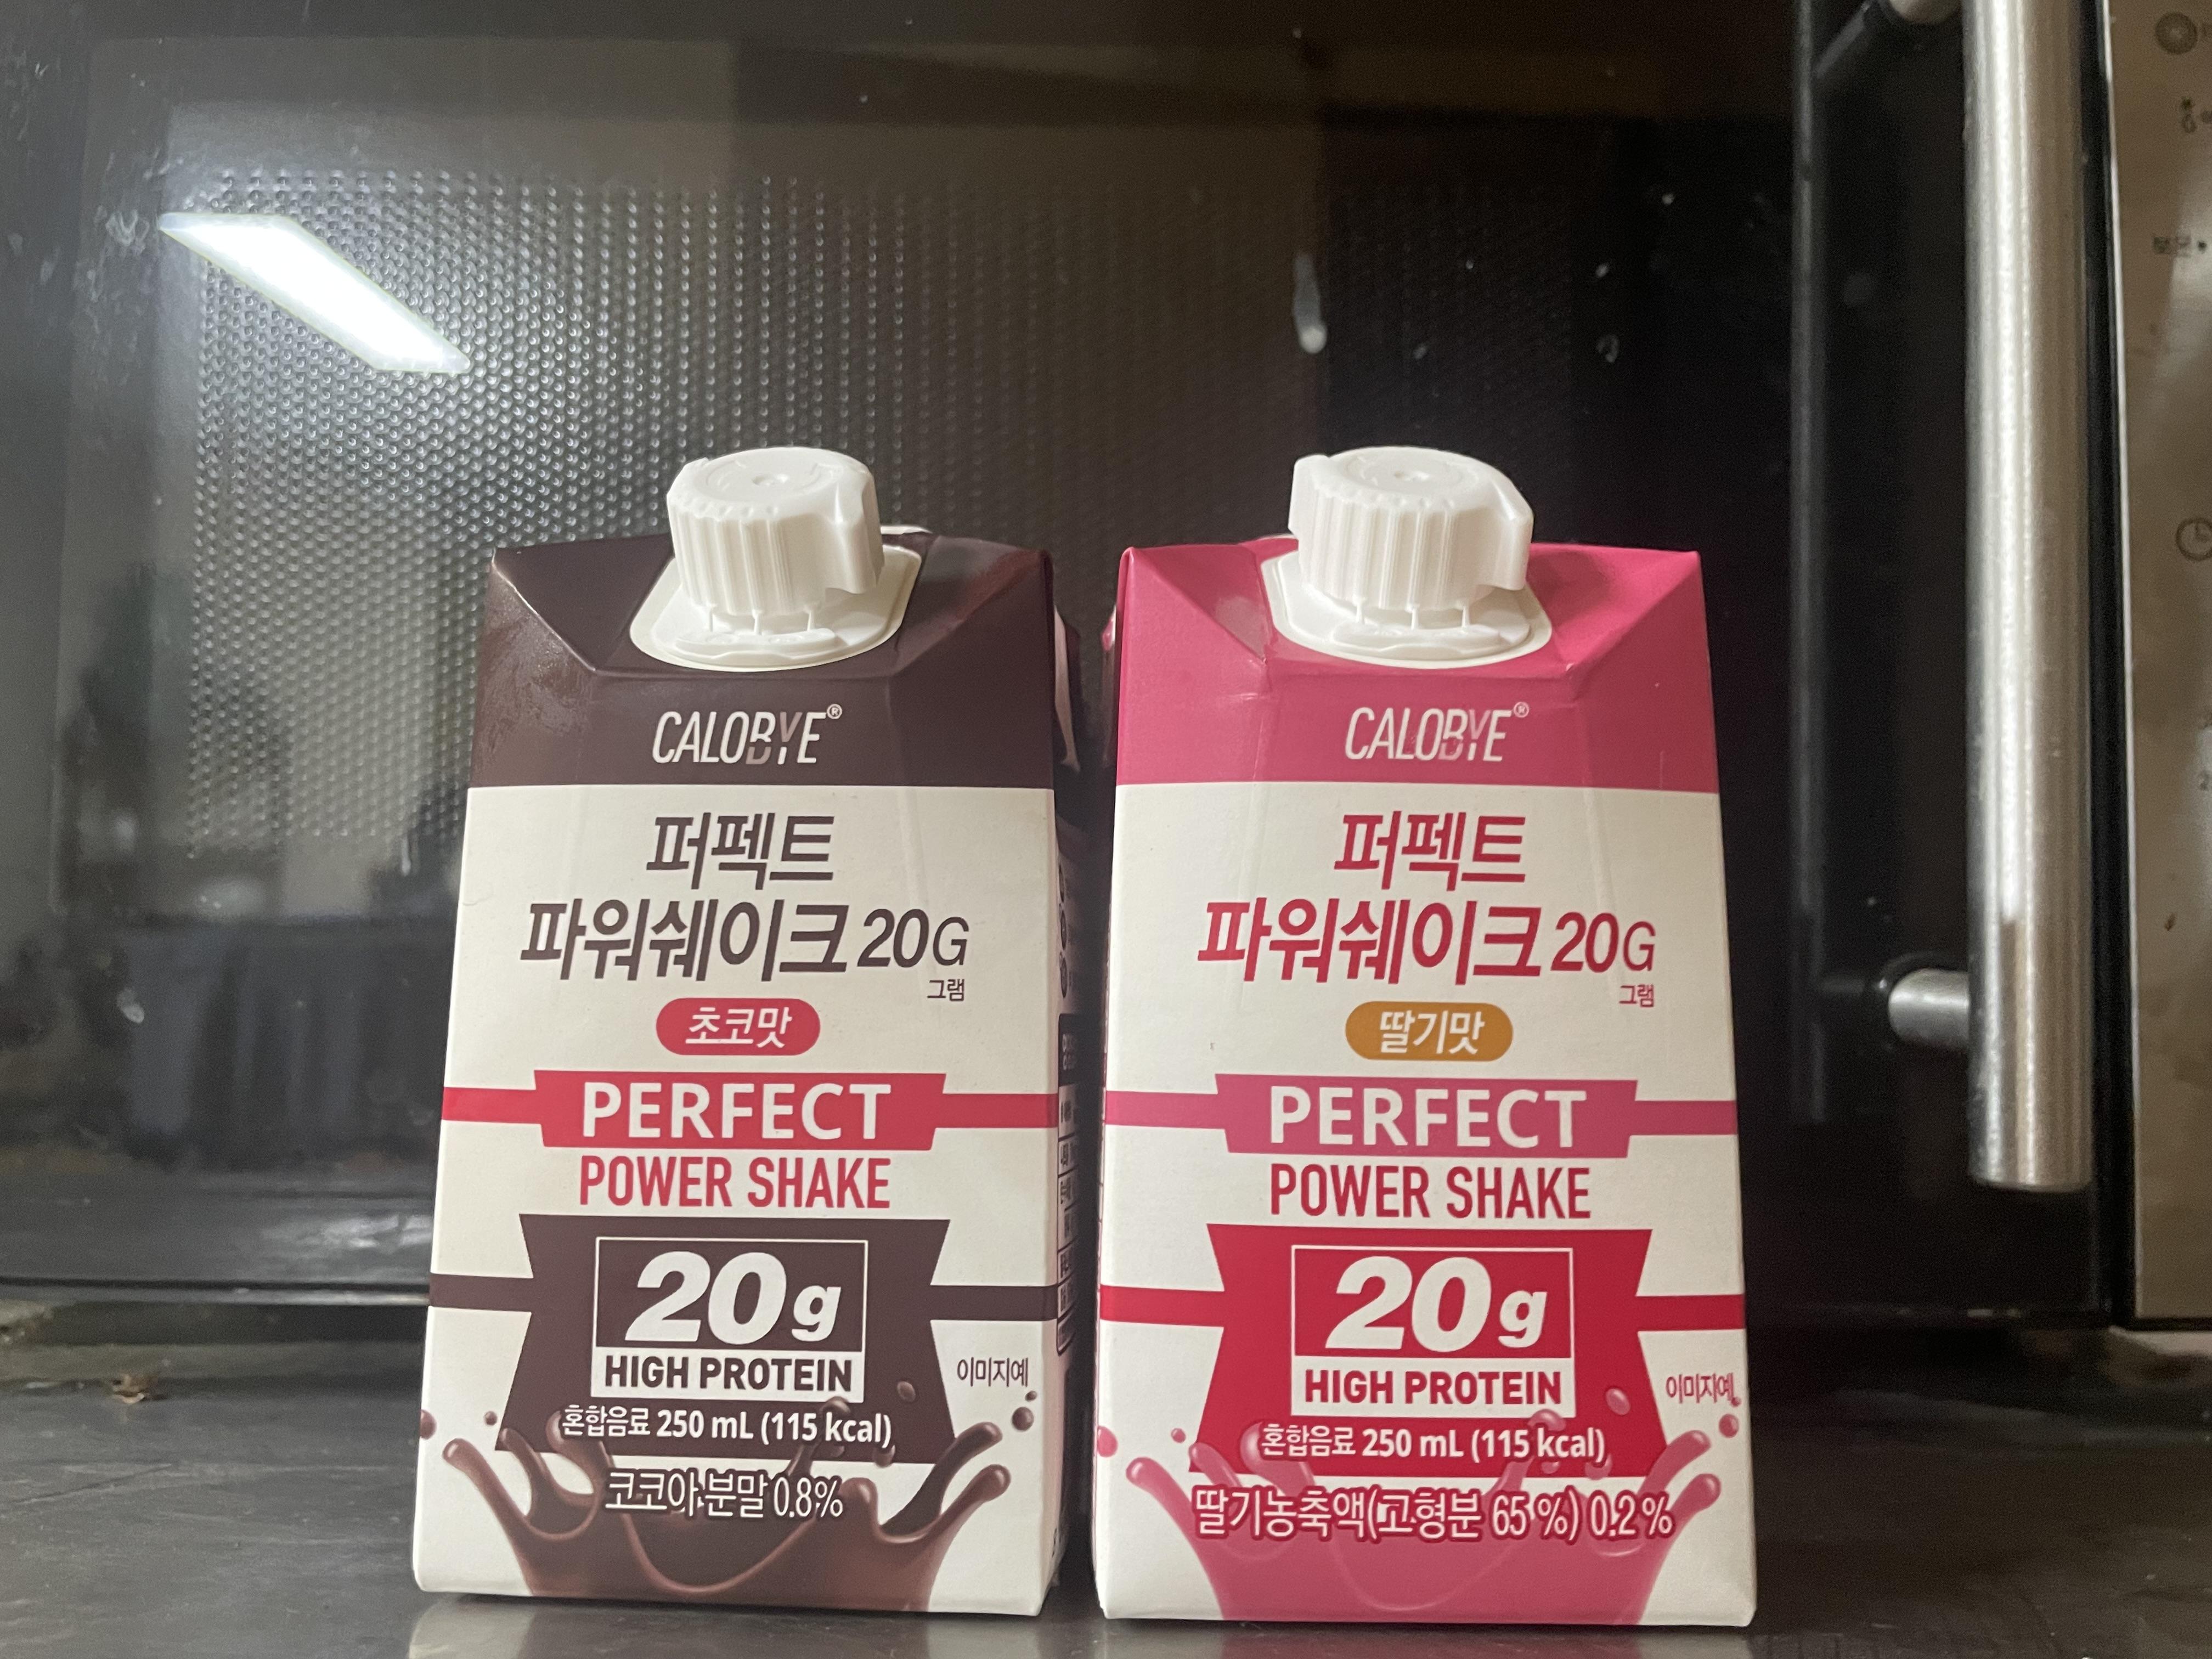 CALOBYE®
퍼펙트
파워쉐이크 20G
그램
초코맛
PERFECT
POWER SHAKE
20g
HIGH PROTEIN
이미지예
혼합음료 250 mL (115 kcal)
코코아분말 0.8%
CALOBYE®
퍼펙트
파워쉐이크 20G
그램
딸기맛
PERFECT
POWER SHAKE
20g
HIGH PROTEIN
이미지예
혼합음료 250 mL (115 kcal)
딸기농축액(고형분 65 %) 0.2 %